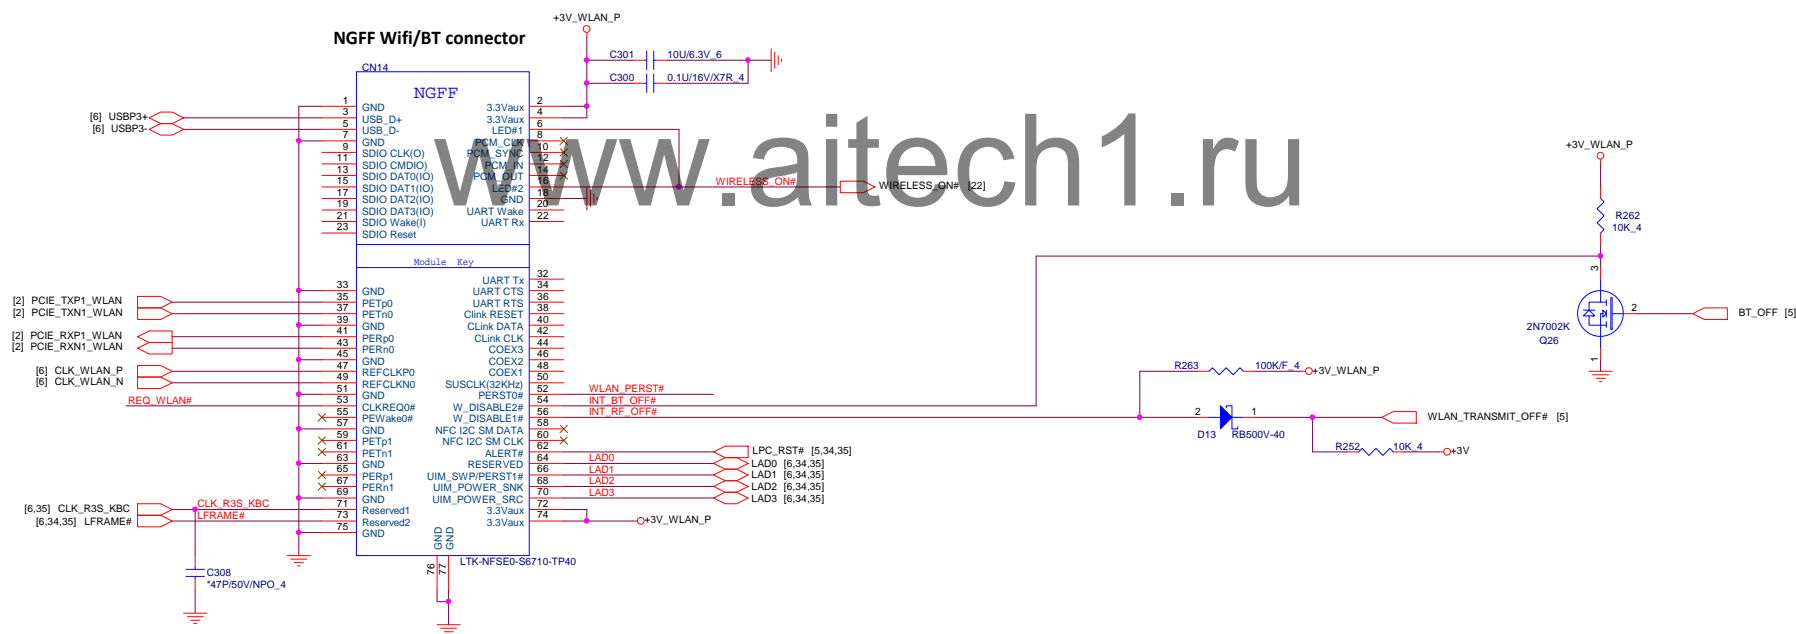 +3V_WLAN_P
NGFF Wifi/BT connector
C301 10U/6.3V_6
C300 0.1U/16V/X7R_4
CN14
NGFF
www.aitech1.ru
1 GND 3.3Vaux 2
[6] USBP3+ 3 USB_D+ 3.3Vaux 4
[6] USBP3- 5 USB_D- LED#1 6
7 GND PCM_CLK 8
9 SDIO CLK(O) PCM_SYNC 10
11 SDIO CMDIO) PCM_IN 12
13 SDIO DAT0(IO) PCM_OUT 14
15 SDIO DAT1(IO) LED#2 16 WIRELESS_ON# WIRELESS_ON# [22]
17 SDIO DAT2(IO) GND 18
19 SDIO DAT3(IO) UART Wake 20
21 SDIO Wake(I) UART Rx 22
23 SDIO Reset
Module Key
UART Tx 32
33 GND UART CTS 34
[2] PCIE_TXP1_WLAN 35 PETp0 UART RTS 36
[2] PCIE_TXN1_WLAN 37 PETn0 Clink RESET 38
39 GND CLink DATA 40
[2] PCIE_RXP1_WLAN 41 PERp0 CLink CLK 42
[2] PCIE_RXN1_WLAN 43 PERn0 COEX3 44
45 GND COEX2 46
[6] CLK_WLAN_P 47 REFCLKP0 COEX1 48
[6] CLK_WLAN_N 49 REFCLKN0 SUSCLK(32KHz) 50
51 GND PERST0# 52 WLAN_PERST#
REQ_WLAN# 53 CLKREQ0# W_DISABLE2# 54 INT_BT_OFF#
55 PEWake0# W_DISABLE1# 56 INT_RF_OFF#
57 GND NFC I2C SM DATA 58
59 PETp1 NFC I2C SM CLK 60
61 PETn1 ALERT# 62 LPC_RST# [5,34,35]
63 GND RESERVED 64 LAD0 LAD0 [6,34,35]
65 PERp1 UIM_SWP/PERST1# 66 LAD1 LAD1 [6,34,35]
67 PERn1 UIM_POWER_SNK 68 LAD2 LAD2 [6,34,35]
69 GND UIM_POWER_SRC 70 LAD3 LAD3 [6,34,35]
[6,35] CLK_R3S_KBC CLK_R3S_KBC 71 Reserved1 3.3Vaux 72
[6,34,35] LFRAME# LFRAME# 73 Reserved2 3.3Vaux 74 +3V_WLAN_P
75 GND
GND GND
76 77
LTK-NFSE0-S6710-TP40
C308
*47P/50V/NPO_4
+3V_WLAN_P
R262
10K_4
3
2 BT_OFF [5]
2N7002K
Q26
1
R263 100K/F_4 +3V_WLAN_P
2 1 WLAN_TRANSMIT_OFF# [5]
D13 RB500V-40
R252 10K_4 +3V